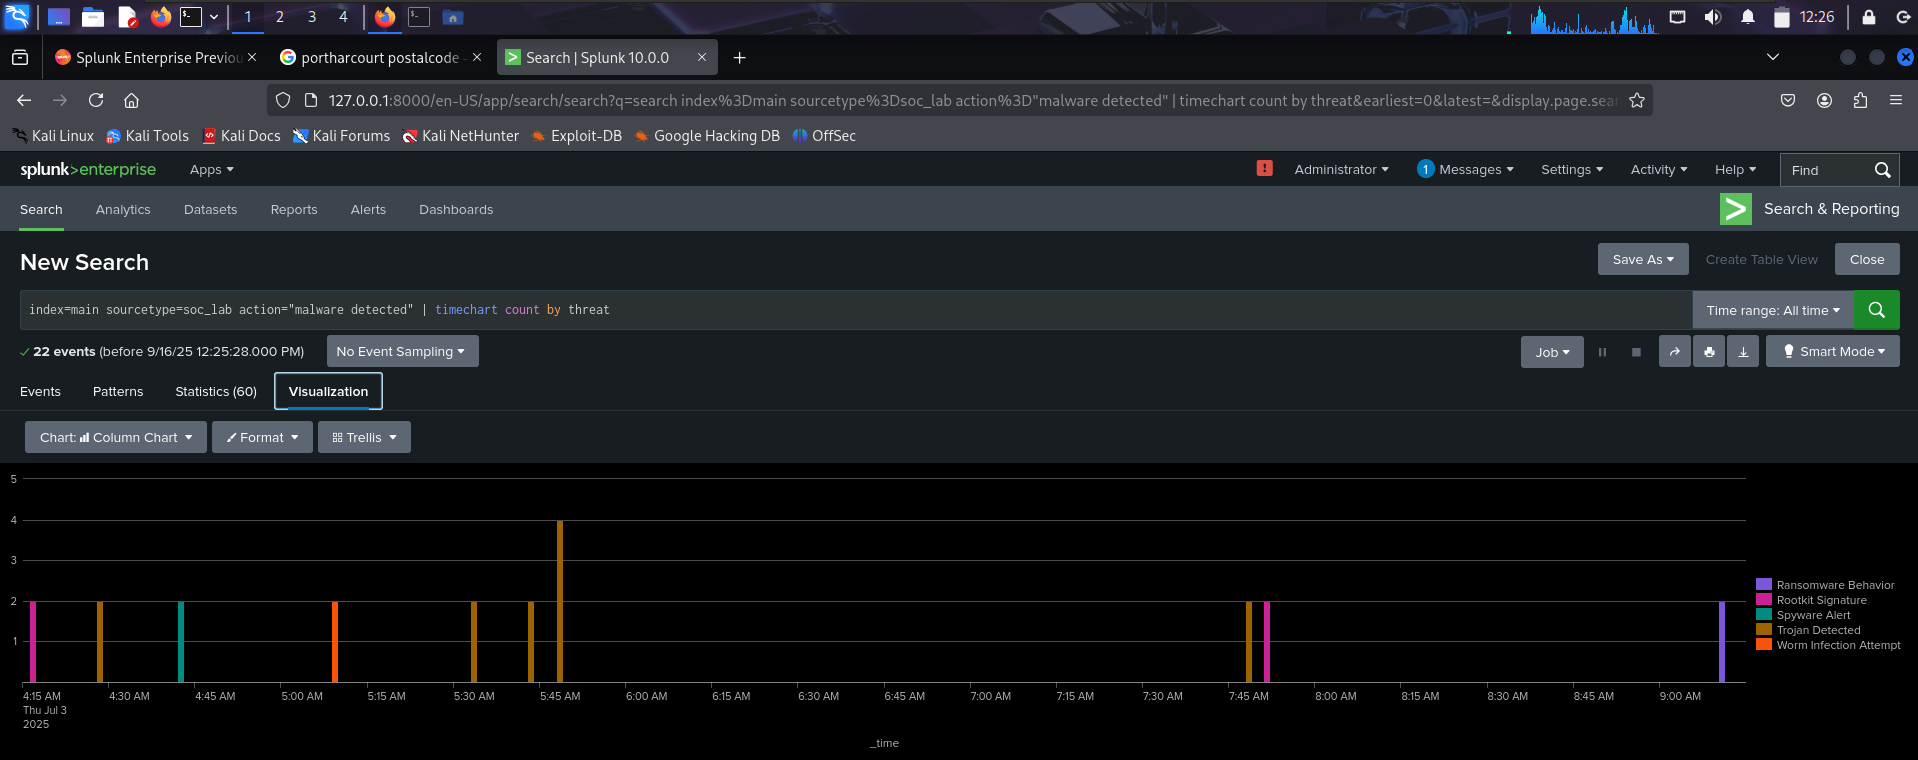 1 2 3 4 12:26
Splunk Enterprise Previou portharcourt postalcode - Search | Splunk 10.0.0
127.0.0.1:8000/en-US/app/search/search?q=search index%3Dmain sourcetype%3Dsoc_lab action%3D"malware detected" | timechart count by threat&earliest=0&latest=&display.page.sear
Kali Linux Kali Tools Kali Docs Kali Forums Kali NetHunter Exploit-DB Google Hacking DB OffSec
splunk>enterprise Apps ! Administrator 1 Messages Settings Activity Help Find
Search Analytics Datasets Reports Alerts Dashboards > Search & Reporting
New Search Save As Create Table View Close
index=main sourcetype=soc_lab action="malware detected" | timechart count by threat Time range: All time
22 events (before 9/16/25 12:25:28.000 PM) No Event Sampling Job Smart Mode
Events Patterns Statistics (60) Visualization
Chart: Column Chart Format Trellis
5
4
3
2
1
Ransomware Behavior
Rootkit Signature
Spyware Alert
Trojan Detected
Worm Infection Attempt
4:15 AM 4:30 AM 4:45 AM 5:00 AM 5:15 AM 5:30 AM 5:45 AM 6:00 AM 6:15 AM 6:30 AM 6:45 AM 7:00 AM 7:15 AM 7:30 AM 7:45 AM 8:00 AM 8:15 AM 8:30 AM 8:45 AM 9:00 AM
Thu Jul 3
2025
_time